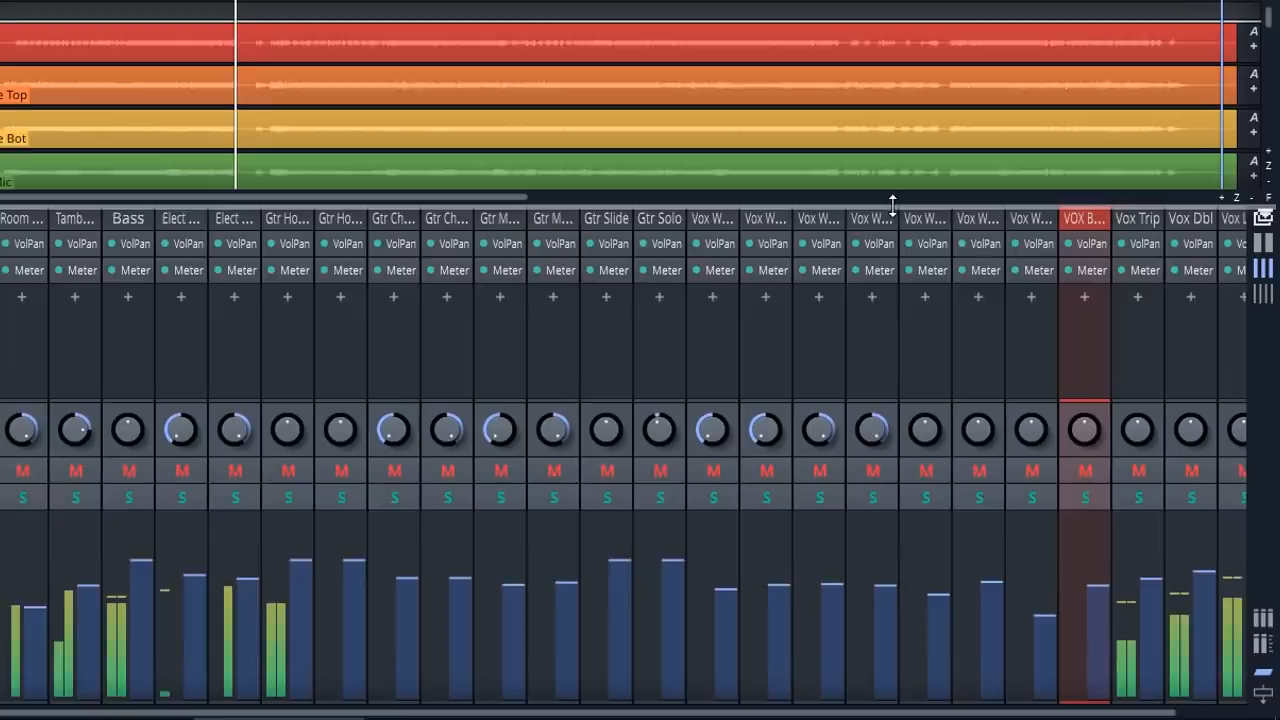 A
+
e Top
A
+
e Bot
A
+
Mic
A
+
+
Z
-
+ Z - F
Room ... Tamb... Bass Elect ... Elect ... Gtr Ho... Gtr Ho... Gtr Ch... Gtr Ch... Gtr M... Gtr M... Gtr Slide Gtr Solo Vox W... Vox W... Vox W... Vox W... Vox W... Vox W... Vox W... VOX B... Vox Trip Vox Dbl Vox L
VolPan VolPan VolPan VolPan VolPan VolPan VolPan VolPan VolPan VolPan VolPan VolPan VolPan VolPan VolPan VolPan VolPan VolPan VolPan VolPan VolPan VolPan VolPan Vc
Meter Meter Meter Meter Meter Meter Meter Meter Meter Meter Meter Meter Meter Meter Meter Meter Meter Meter Meter Meter Meter Meter Meter M
+ + + + + + + + + + + + + + + + + + + + + + + +
M M M M M M M M M M M M M M M M M M M M M M M M
S S S S S S S S S S S S S S S S S S S S S S S S